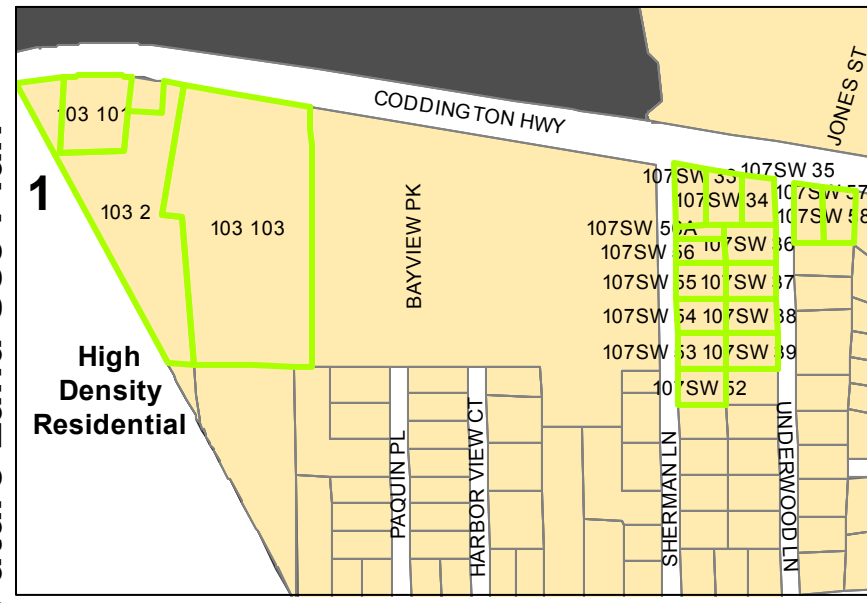 CODDINGTON HWY
JONES ST
103 101
1
103 2
103 103
BAYVIEW PK
107SW 33
107SW 35
107SW 34
107SW 57
107SW 58
107SW 56A
107SW 56
107SW 36
107SW 55
107SW 37
107SW 54
107SW 38
107SW 53
107SW 39
107SW 52
High
Density
Residential
PAQUIN PL
HARBOR VIEW CT
SHERMAN LN
UNDERWOOD LN